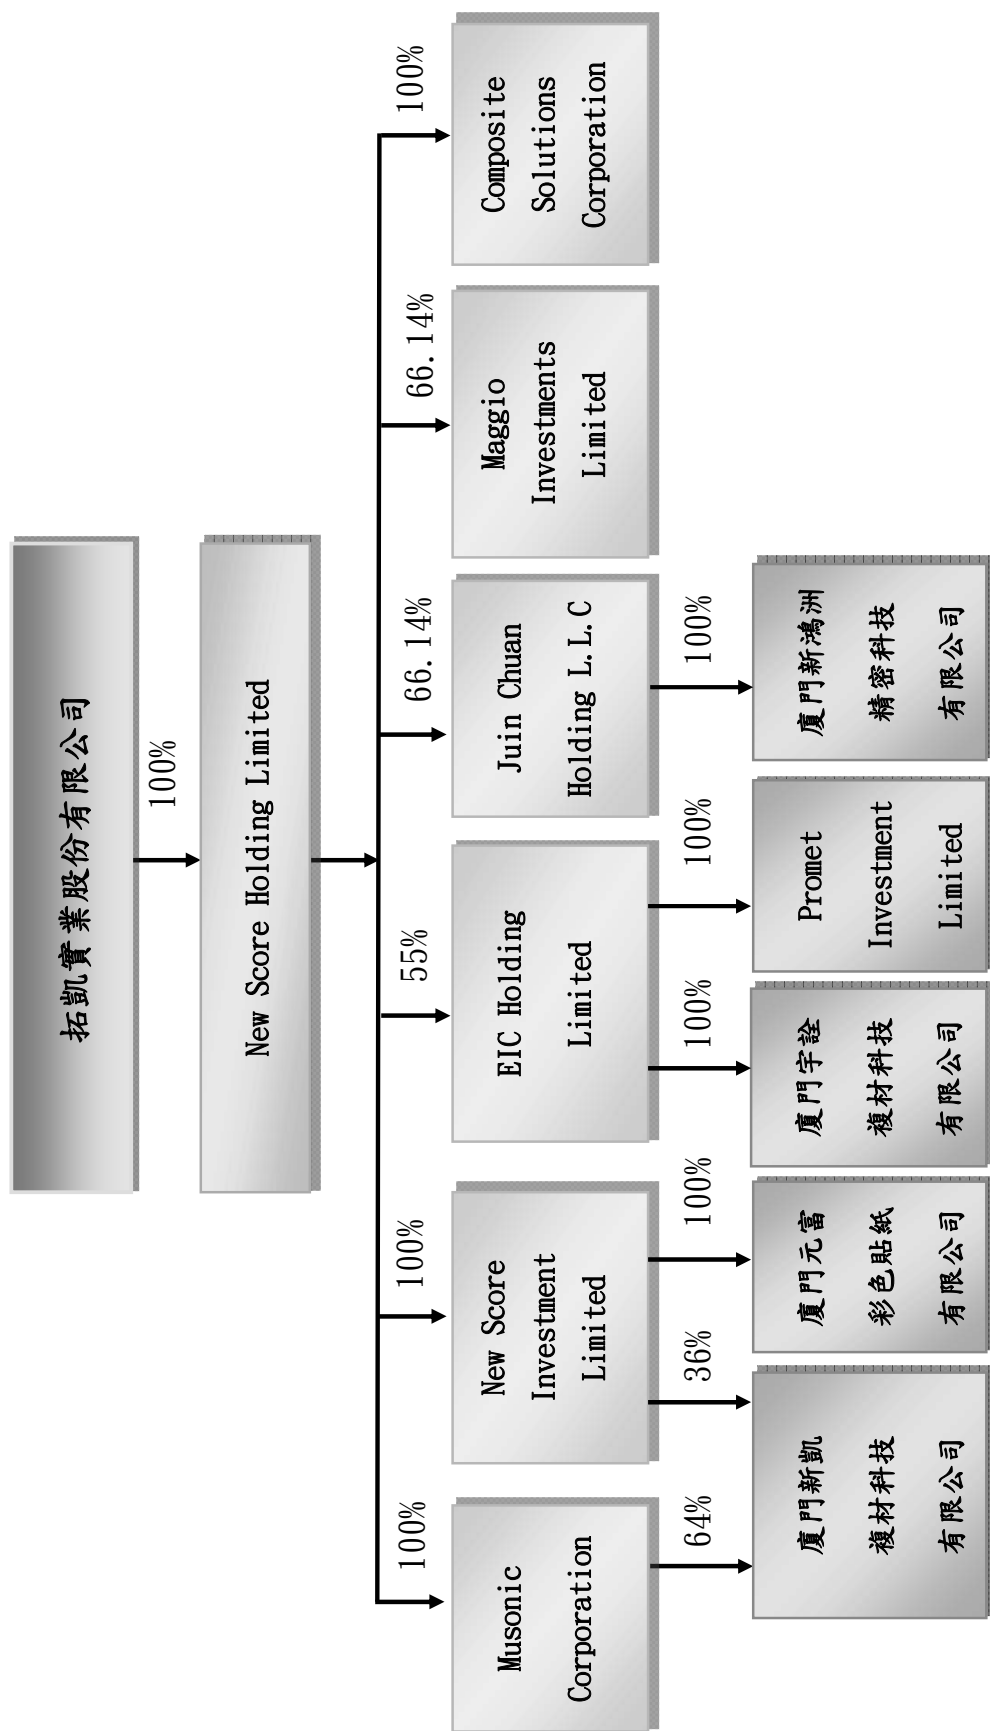 拓凱實業股份有限公司
100%
New Score Holding Limited
100%
100%
55%
66.14%
66.14%
100%
Musonic
Corporation
New Score
Investment
Limited
EIC Holding
Limited
Juin Chuan
Holding L.L.C
Maggio
Investments
Limited
Composite
Solutions
Corporation
64%
36%
100%
100%
100%
100%
廈門新凱
複材科技
有限公司
廈門元富
彩色貼紙
有限公司
廈門宇詮
複材科技
有限公司
Promet
Investment
Limited
廈門新鴻洲
精密科技
有限公司